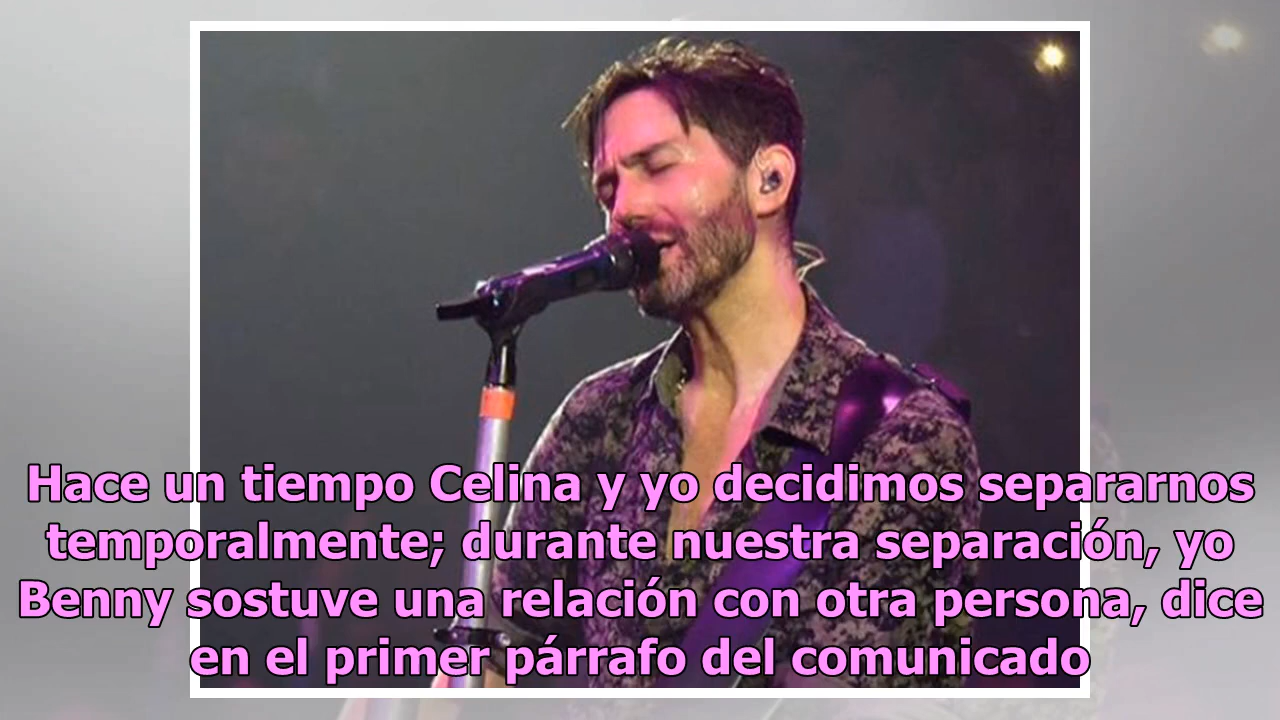 Hace un tiempo Celina y yo decidimos separarnos
temporalmente; durante nuestra separación, yo
Benny sostuve una relación con otra persona, dice
en el primer párrafo del comunicado